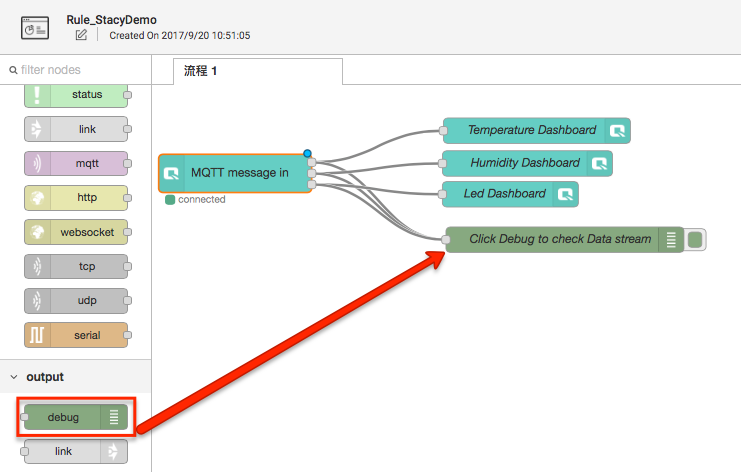 Rule_StacyDemo
Created On 2017/9/20 10:51:05
filter nodes
流程 1
status
link
mqtt
http
websocket
tcp
udp
serial
output
debug
link
MQTT message in
connected
Temperature Dashboard
Humidity Dashboard
Led Dashboard
Click Debug to check Data stream